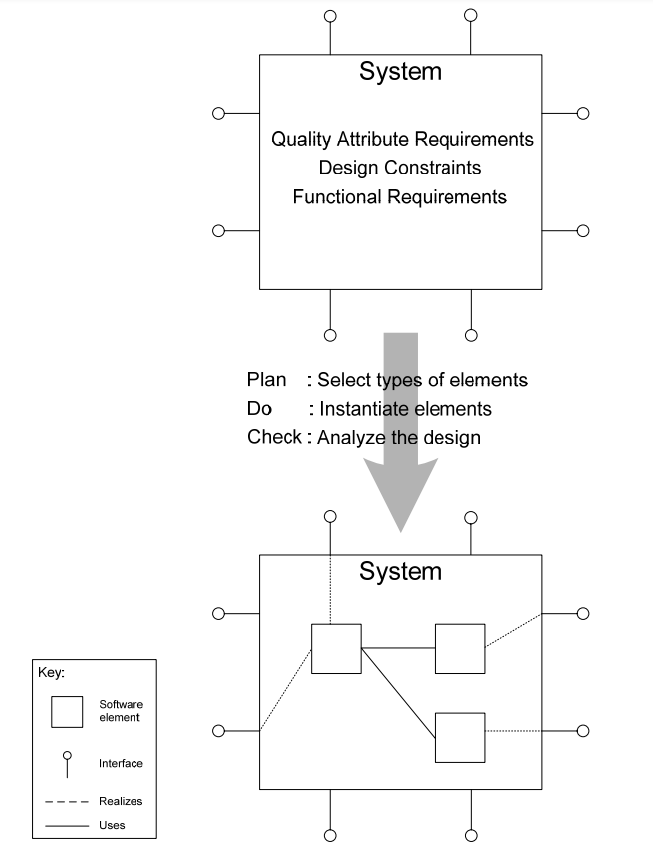 System
Quality Attribute Requirements
Design Constraints
Functional Requirements
Plan : Select types of elements
Do : Instantiate elements
Check : Analyze the design
System
Key:
Software
element
Interface
Realizes
Uses